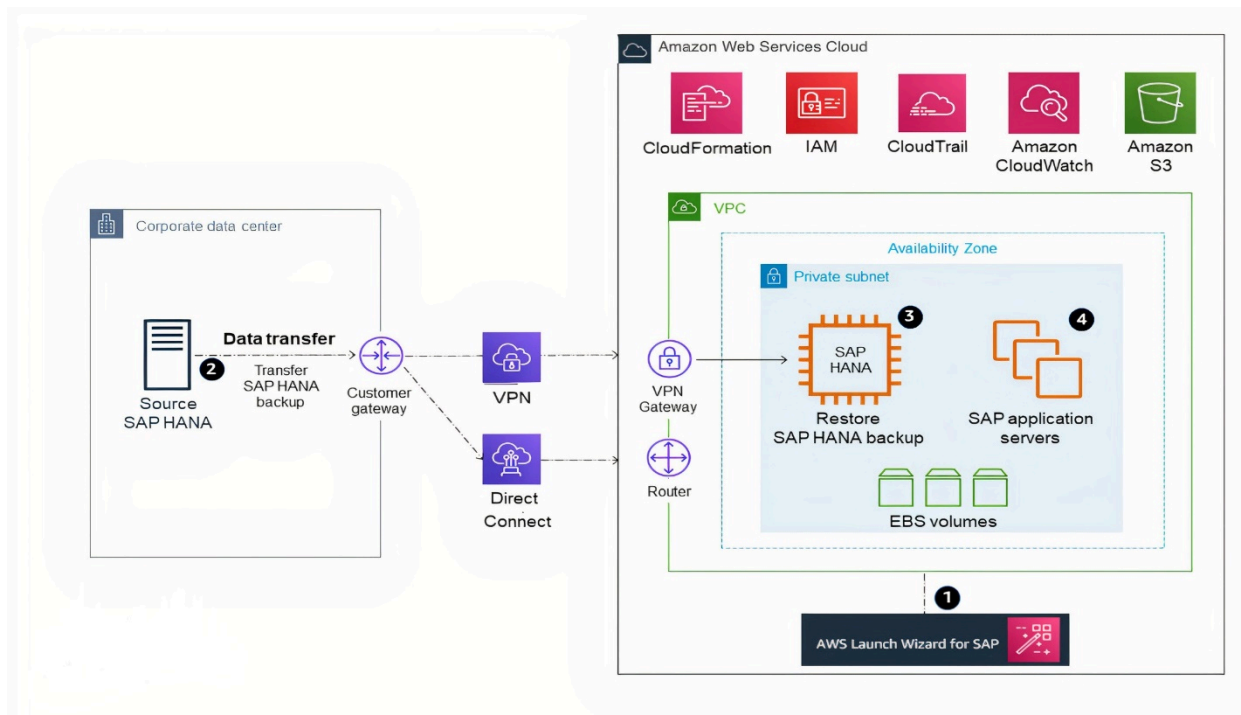 Amazon Web Services Cloud
CloudFormation
IAM
CloudTrail
Amazon
CloudWatch
Amazon
S3
VPC
Availability Zone
Private subnet
Corporate data center
Data transfer
2
Transfer
SAP HANA
backup
Source
SAP HANA
Customer
gateway
VPN
Direct
Connect
VPN
Gateway
Router
3
SAP
HANA
Restore
SAP HANA backup
4
SAP application
servers
EBS volumes
1
AWS Launch Wizard for SAP